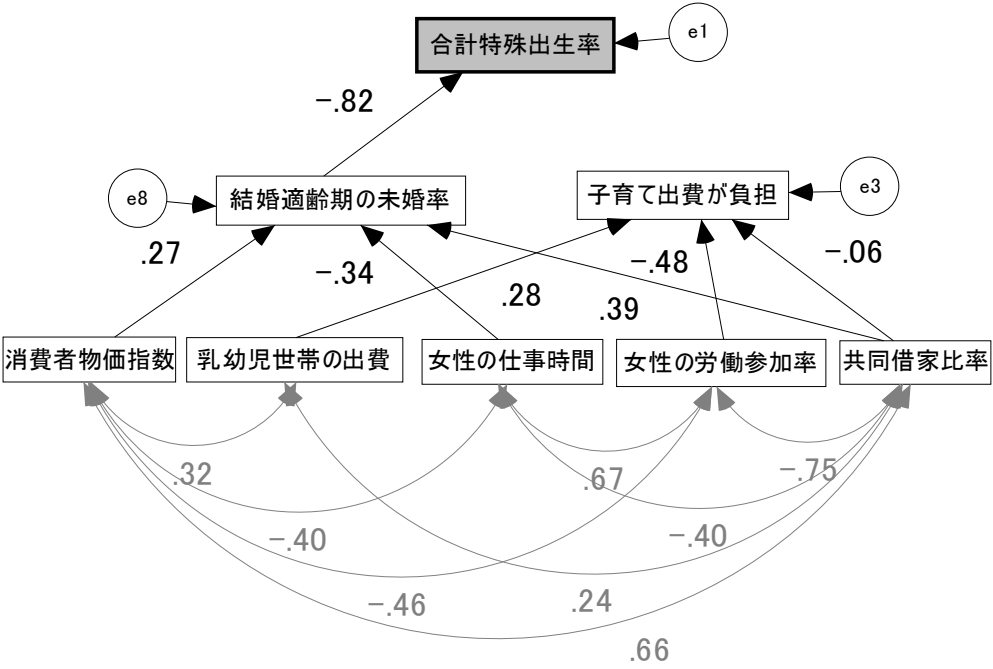 合計特殊出生率
e1
−.82
e8
結婚適齢期の未婚率
子育て出費が負担
e3
.27
−.34
.28
.39
−.48
−.06
消費者物価指数
乳幼児世帯の出費
女性の仕事時間
女性の労働参加率
共同借家比率
.32
.67
−.75
−.40
−.40
−.46
.24
.66